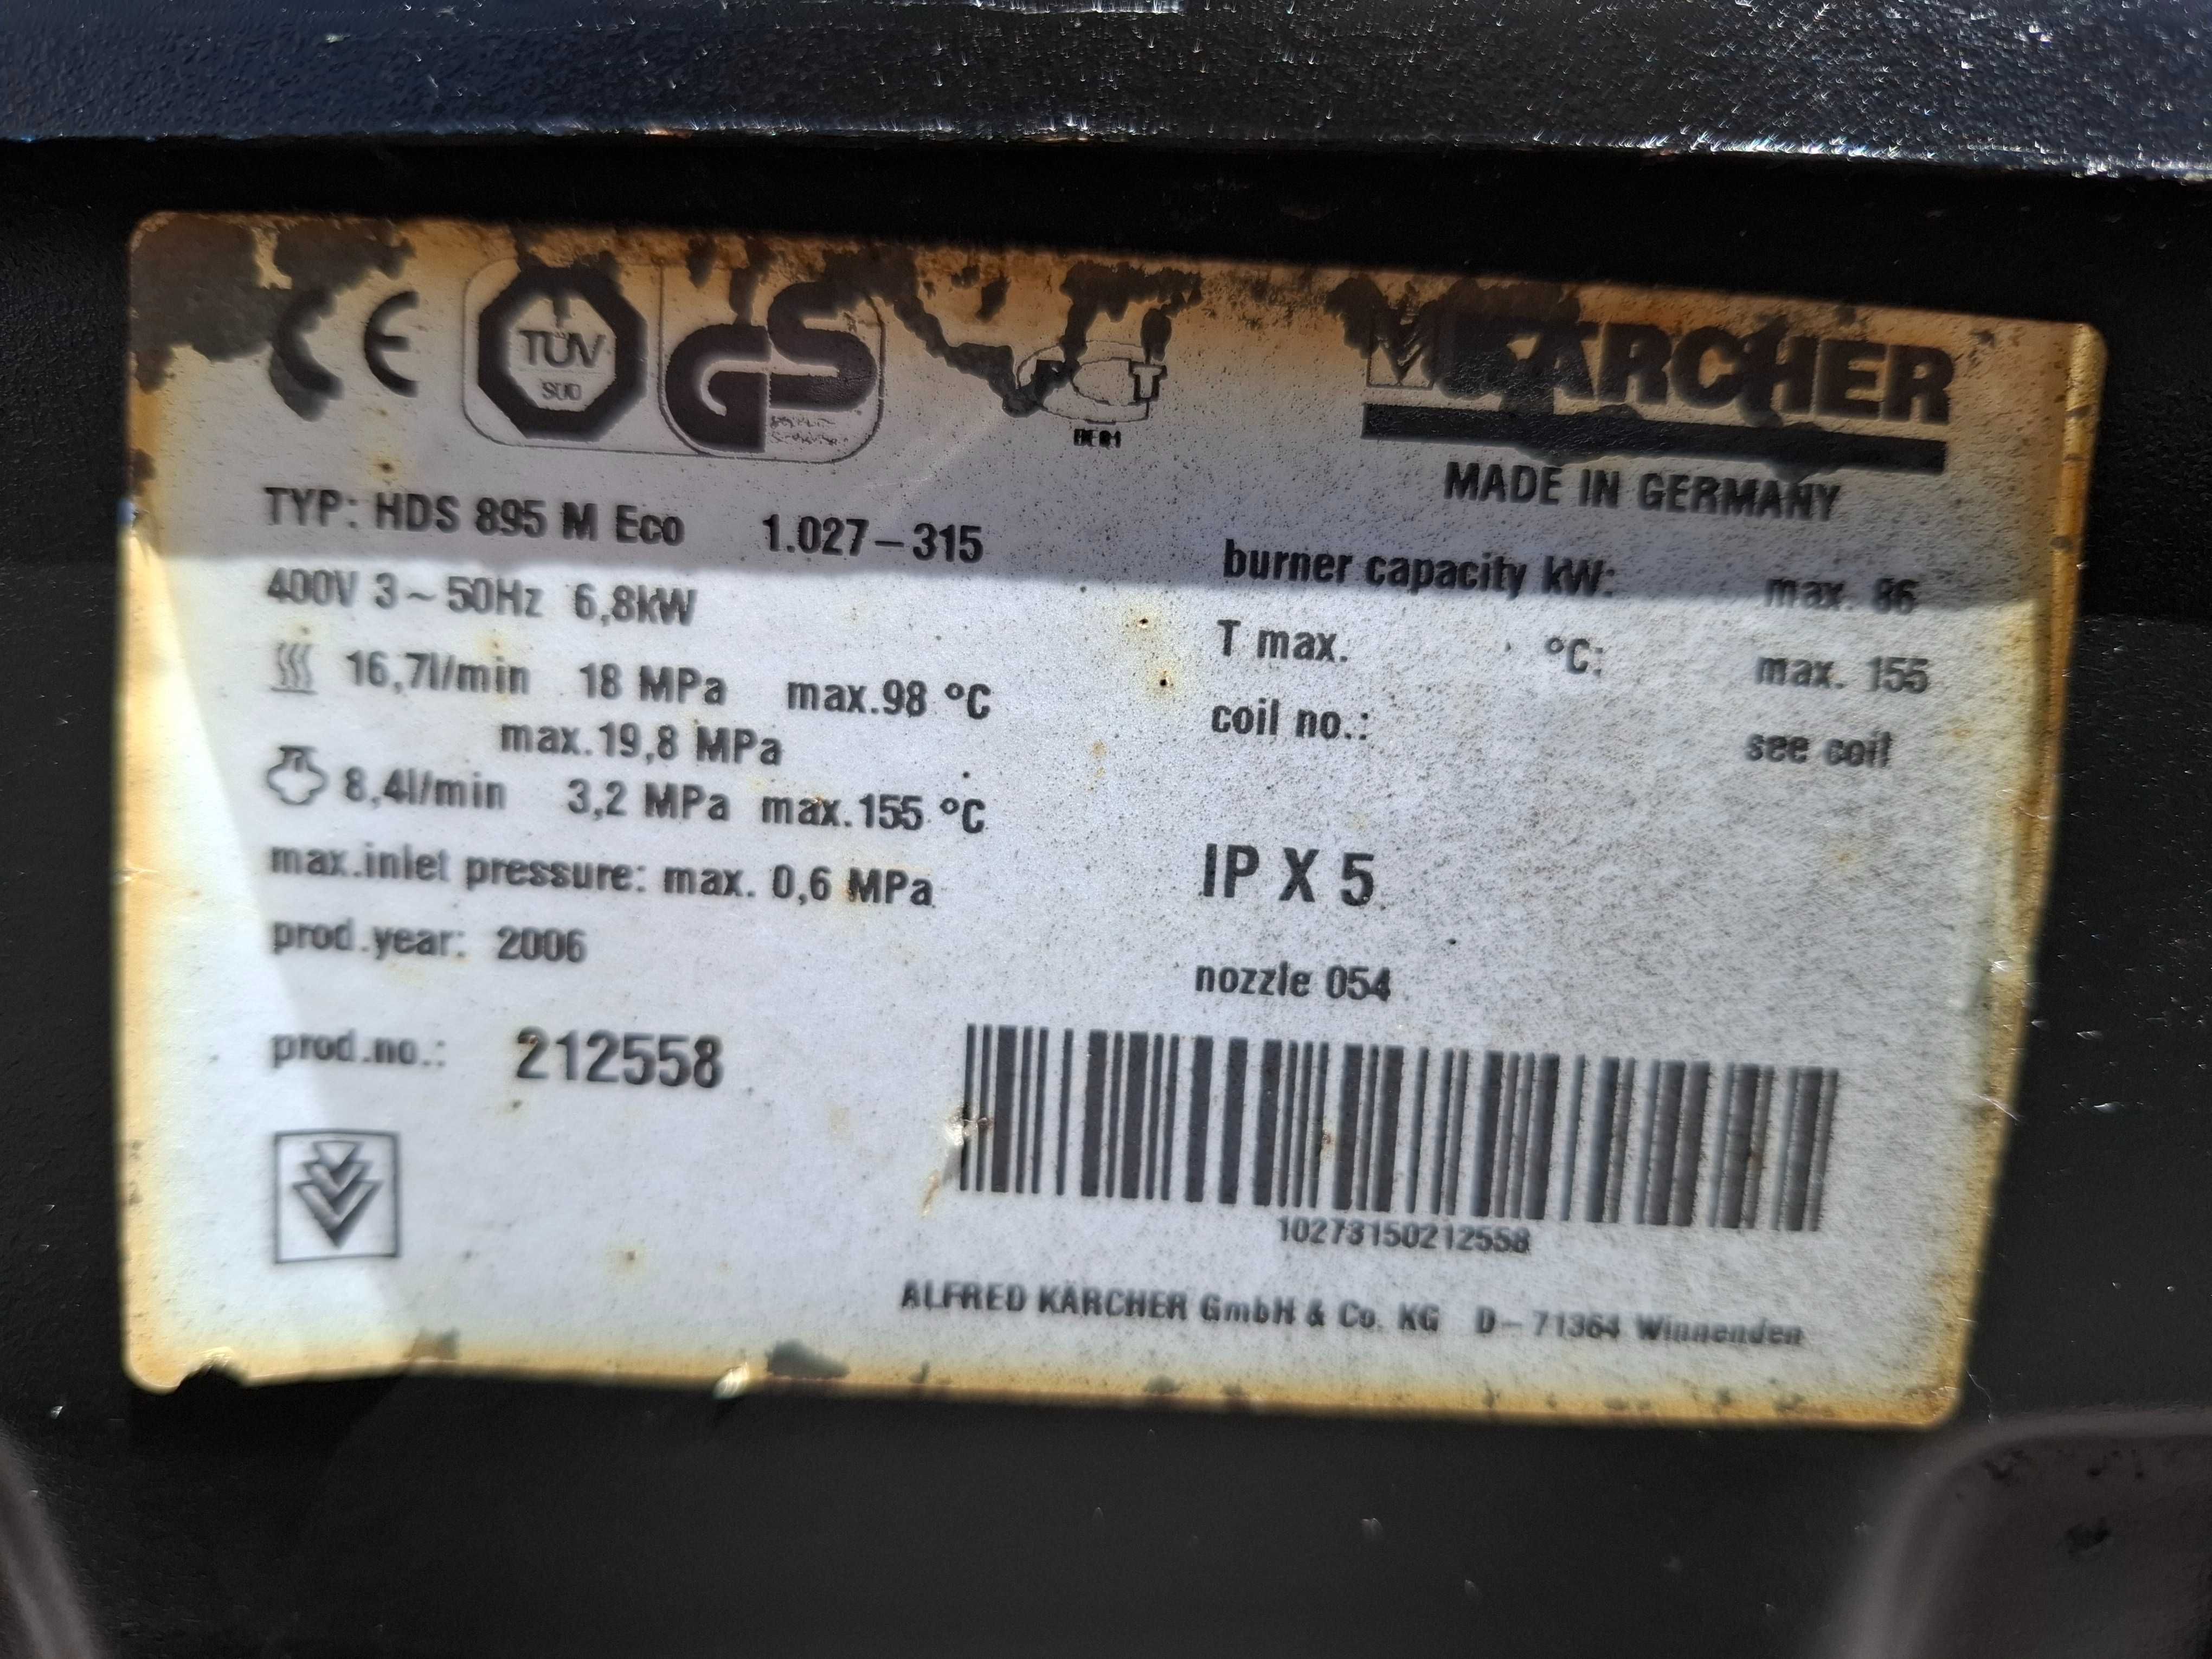 CE TÜV SÜD GS
DE 01
KÄRCHER
MADE IN GERMANY
TYP: HDS 895 M Eco 1.027-315
400V 3~50Hz 6,8kW
16,7l/min 18 MPa max.98 °C
max.19,8 MPa
8,4l/min 3,2 MPa max.155 °C
max.inlet pressure: max. 0,6 MPa
prod.year: 2006
prod.no.: 212558
burner capacity kW: max. 86
T max. °C: max. 155
coil no.: see coil
IP X 5
nozzle 054
10273150212558
ALFRED KÄRCHER GmbH & Co. KG D-71364 Winnenden